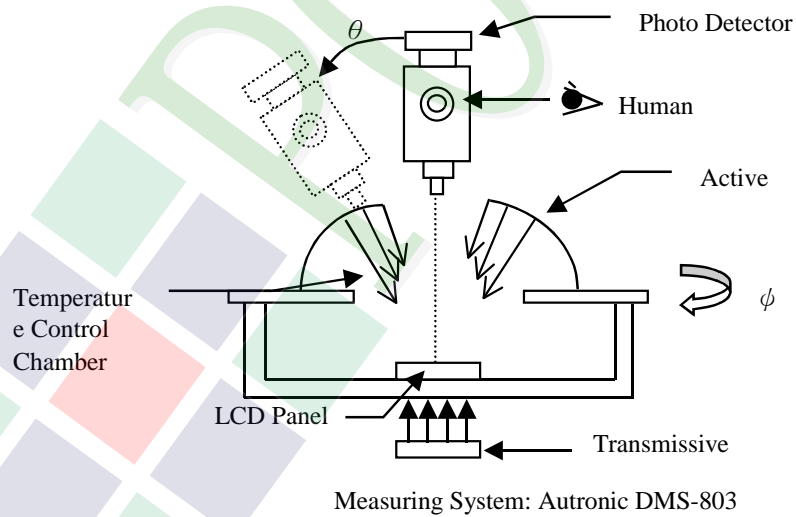 Photo Detector
θ
Human
Active
Temperatur
e Control
Chamber
ϕ
LCD Panel
Transmissive
Measuring System: Autronic DMS-803